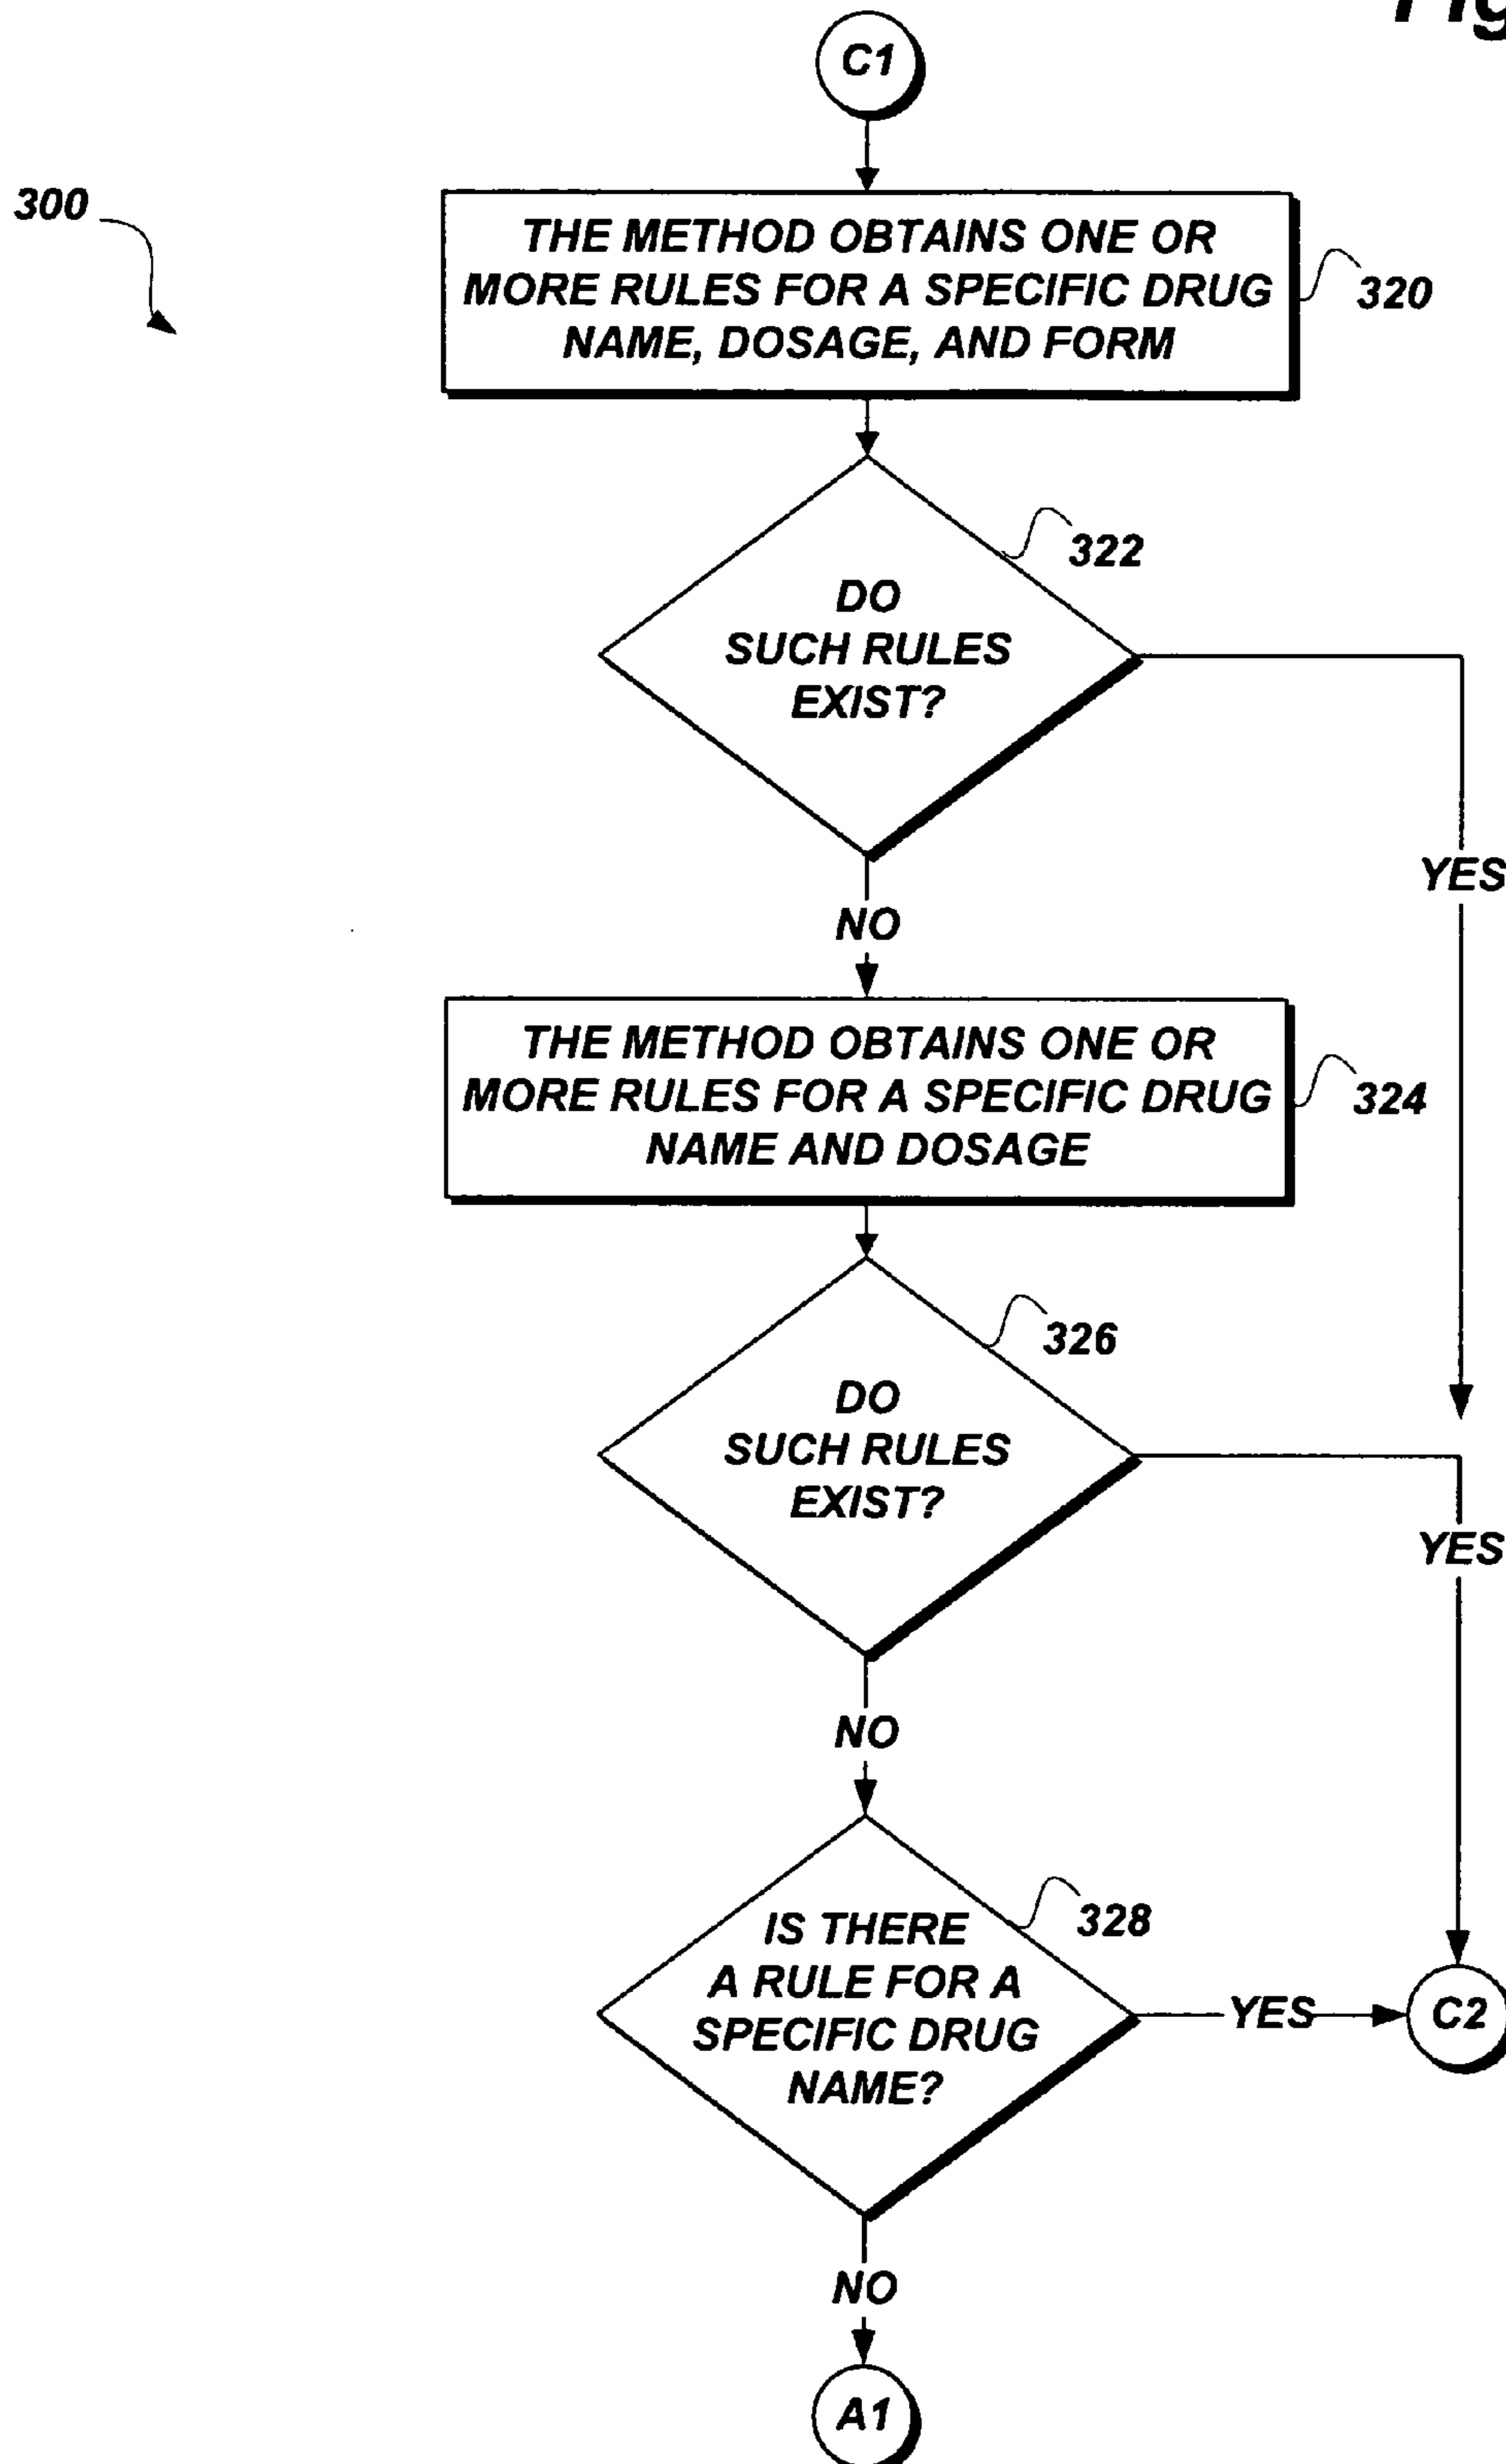 C1
300
THE METHOD OBTAINS ONE OR
MORE RULES FOR A SPECIFIC DRUG
NAME, DOSAGE, AND FORM
320
322
DO
SUCH RULES
EXIST?
YES
NO
THE METHOD OBTAINS ONE OR
MORE RULES FOR A SPECIFIC DRUG
NAME AND DOSAGE
324
326
DO
SUCH RULES
EXIST?
YES
NO
328
IS THERE
A RULE FOR A
SPECIFIC DRUG
NAME?
YES
C2
NO
A1